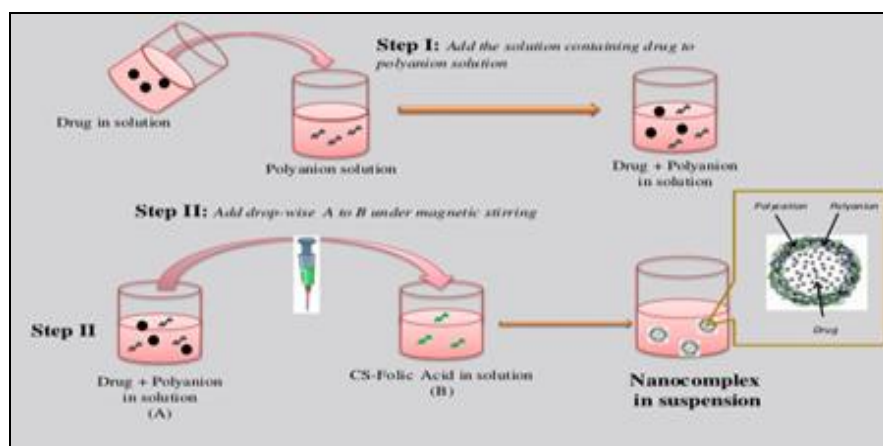 Step I: Add the solution containing drug to
polyanion solution
Drug in solution
Polyanion solution
Drug + Polyanion
in solution
Step II: Add drop-wise A to B under magnetic stirring
Polycation
Polyanion
Drug
Step II
Drug + Polyanion
in solution
(A)
CS-Folic Acid in solution
(B)
Nanocomplex
in suspension